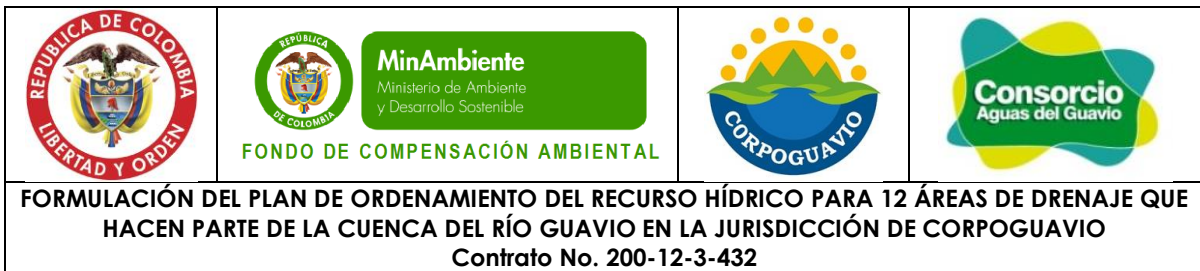 REPUBLICA DE COLOMBIA
LIBERTAD Y ORDEN
REPÚBLICA
DE COLOMBIA
MinAmbiente
Ministerio de Ambiente
y Desarrollo Sostenible
FONDO DE COMPENSACIÓN AMBIENTAL
CORPOGUAVIO
Consorcio
Aguas del Guavio
FORMULACIÓN DEL PLAN DE ORDENAMIENTO DEL RECURSO HÍDRICO PARA 12 ÁREAS DE DRENAJE QUE
HACEN PARTE DE LA CUENCA DEL RÍO GUAVIO EN LA JURISDICCIÓN DE CORPOGUAVIO
Contrato No. 200-12-3-432